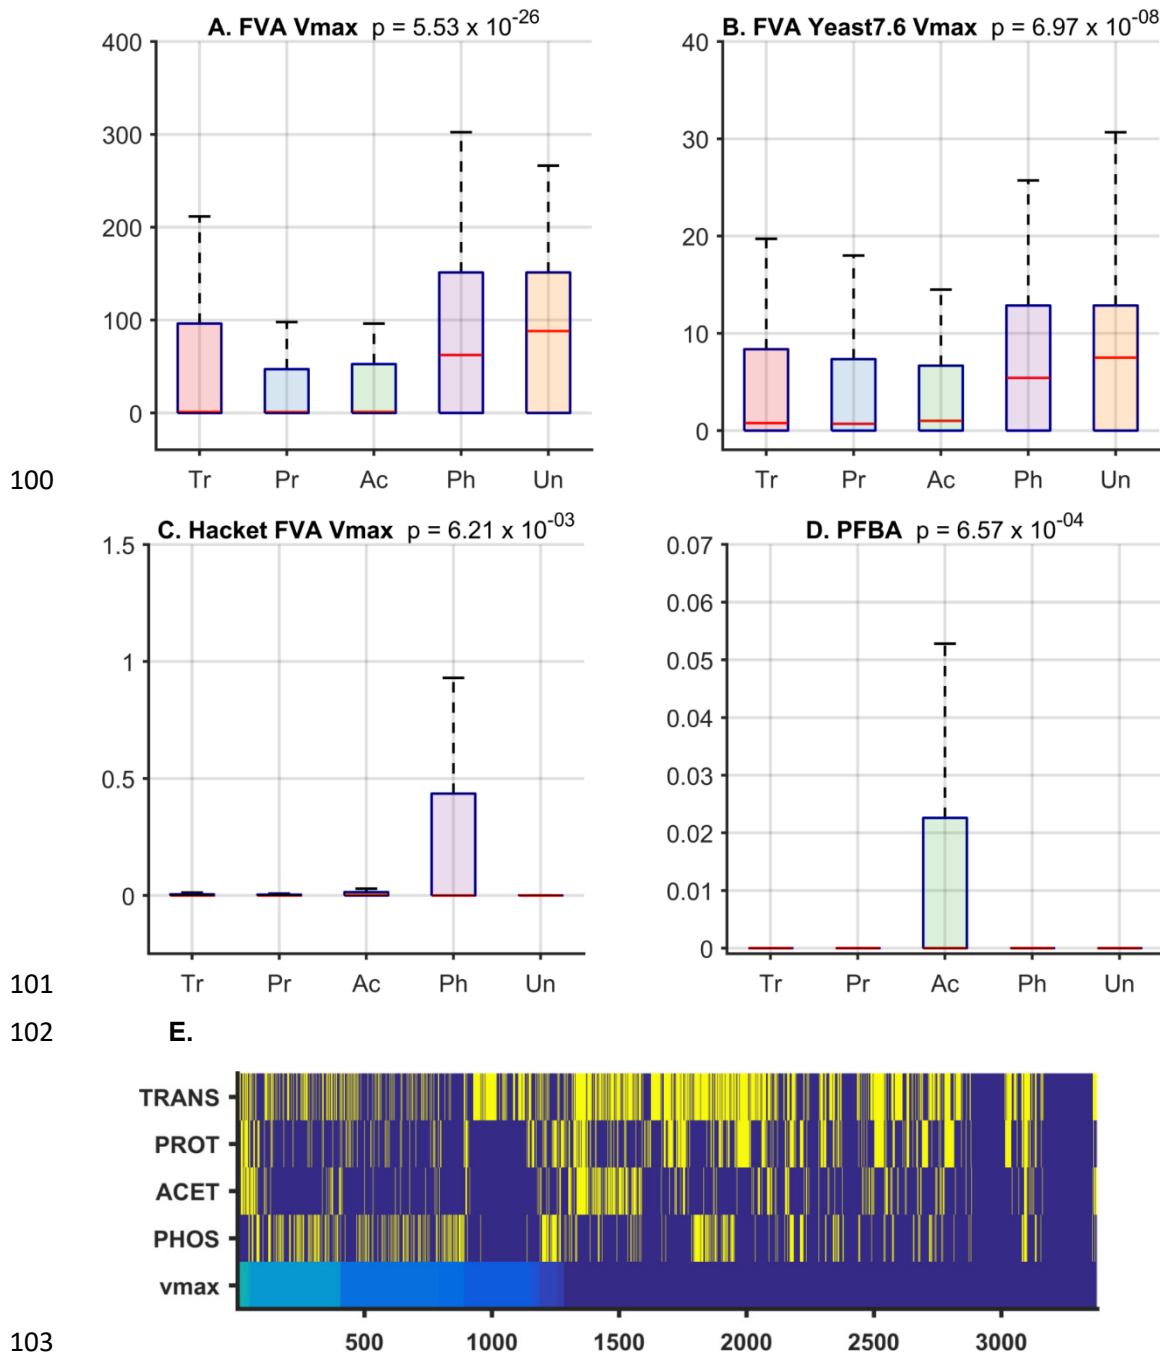 A. FVA Vmax p = 5.53 x 10^-26
400
300
200
100
0
Tr Pr Ac Ph Un
B. FVA Yeast7.6 Vmax p = 6.97 x 10^-08
40
30
20
10
0
Tr Pr Ac Ph Un
100
C. Hacket FVA Vmax p = 6.21 x 10^-03
1.5
1
0.5
0
Tr Pr Ac Ph Un
D. PFBA p = 6.57 x 10^-04
0.07
0.06
0.05
0.04
0.03
0.02
0.01
0
Tr Pr Ac Ph Un
101
102 E.
TRANS
PROT
ACET
PHOS
vmax
500 1000 1500 2000 2500 3000
103